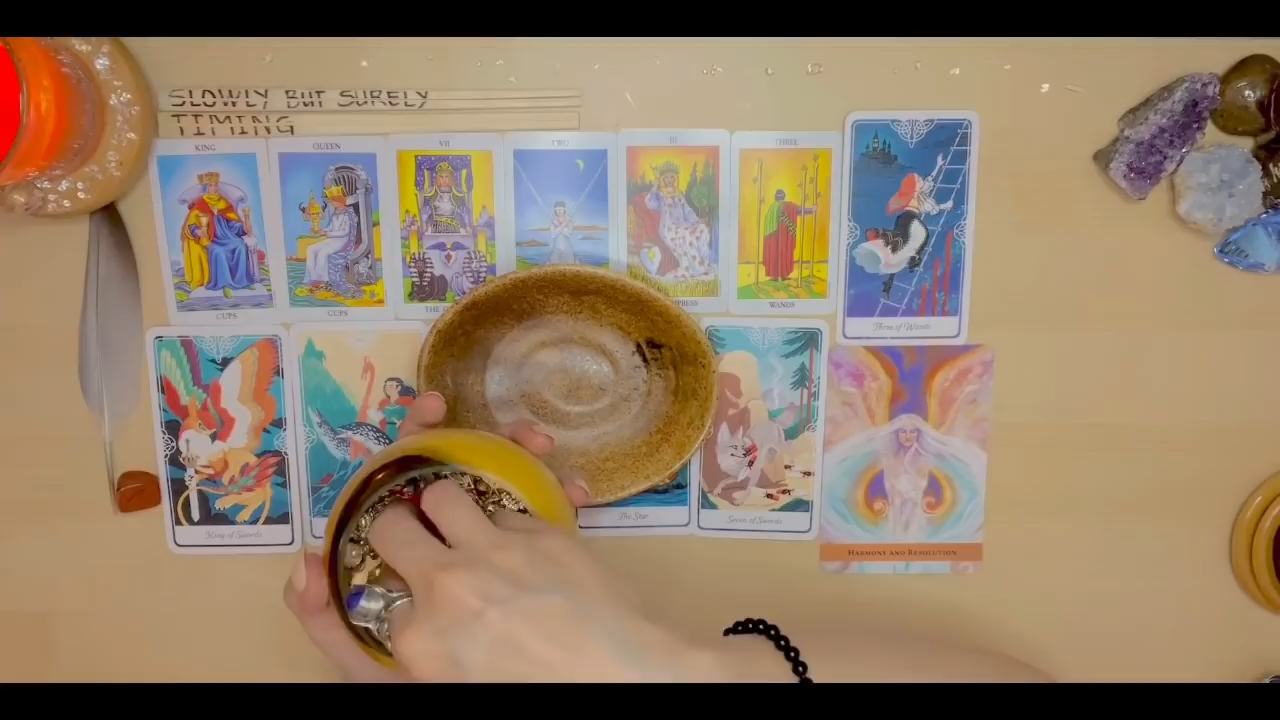 SLOWLY BUT SURELY
TIMING
KING
QUEEN
VII
TWO
III
THREE
CUPS
CUPS
THE
WANDS
Three of Wands
King of Swords
The Star
Seven of Swords
HARMONY AND RESOLUTION